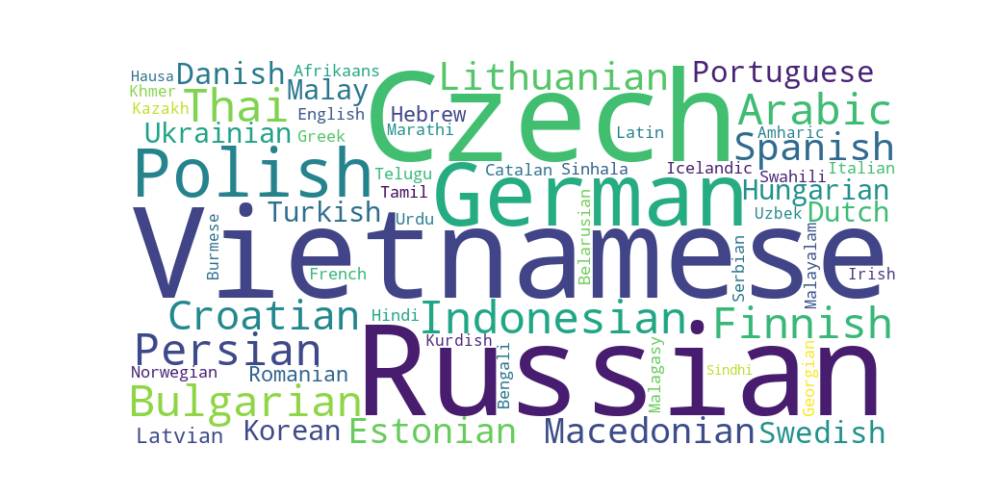 Hausa
Danish
Afrikaans
Czech
Lithuanian
Portuguese
Khmer
Malay
Kazakh
Thai
English
Hebrew
Arabic
Ukrainian
Greek
Marathi
Latin
Amharic
Spanish
Polish
Telugu
Catalan
Sinhala
Icelandic
Swahili
Italian
Tamil
German
Hungarian
Turkish
Urdu
Uzbek
Dutch
Vietnamese
Burmese
Belarusian
Serbian
Malayalam
French
Irish
Croatian
Hindi
Indonesian
Finnish
Persian
Kurdish
Russian
Norwegian
Romanian
Bengali
Malagasy
Sindhi
Georgian
Bulgarian
Latvian
Korean
Estonian
Macedonian
Swedish